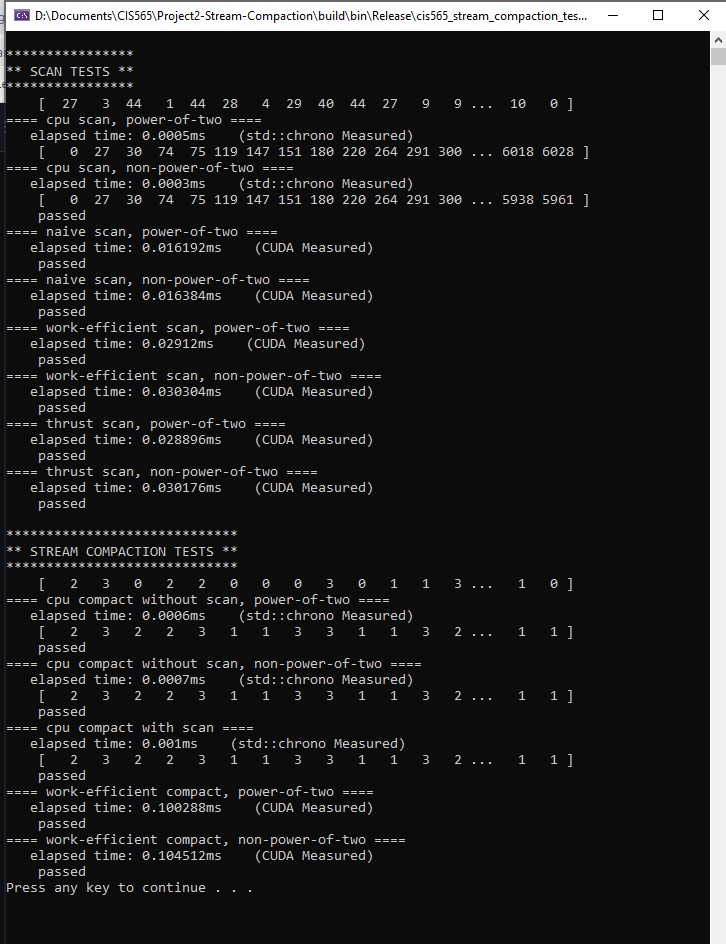 D:\Documents\CIS565\Project2-Stream-Compaction\build\bin\Release\cis565_stream_compaction_tes...
****************
** SCAN TESTS **
****************
    [  27   3  44   1  44  28   4  29  40  44  27   9   9 ...  10   0 ]
==== cpu scan, power-of-two ====
   elapsed time: 0.0005ms    (std::chrono Measured)
    [   0  27  30  74  75 119 147 151 180 220 264 291 300 ... 6018 6028 ]
==== cpu scan, non-power-of-two ====
   elapsed time: 0.0003ms    (std::chrono Measured)
    [   0  27  30  74  75 119 147 151 180 220 264 291 300 ... 5938 5961 ]
    passed
==== naive scan, power-of-two ====
   elapsed time: 0.016192ms    (CUDA Measured)
    passed
==== naive scan, non-power-of-two ====
   elapsed time: 0.016384ms    (CUDA Measured)
    passed
==== work-efficient scan, power-of-two ====
   elapsed time: 0.02912ms    (CUDA Measured)
    passed
==== work-efficient scan, non-power-of-two ====
   elapsed time: 0.030304ms    (CUDA Measured)
    passed
==== thrust scan, power-of-two ====
   elapsed time: 0.028896ms    (CUDA Measured)
    passed
==== thrust scan, non-power-of-two ====
   elapsed time: 0.030176ms    (CUDA Measured)
    passed
*****************************
** STREAM COMPACTION TESTS **
*****************************
    [   2   3   0   2   2   0   0   0   3   0   1   1   3 ...   1   0 ]
==== cpu compact without scan, power-of-two ====
   elapsed time: 0.0006ms    (std::chrono Measured)
    [   2   3   2   2   3   1   1   3   3   1   1   3   2 ...   1   1 ]
    passed
==== cpu compact without scan, non-power-of-two ====
   elapsed time: 0.0007ms    (std::chrono Measured)
    [   2   3   2   2   3   1   1   3   3   1   1   3   2 ...   1   1 ]
    passed
==== cpu compact with scan ====
   elapsed time: 0.001ms    (std::chrono Measured)
    [   2   3   2   2   3   1   1   3   3   1   1   3   2 ...   1   1 ]
    passed
==== work-efficient compact, power-of-two ====
   elapsed time: 0.100288ms    (CUDA Measured)
    passed
==== work-efficient compact, non-power-of-two ====
   elapsed time: 0.104512ms    (CUDA Measured)
    passed
Press any key to continue . . .